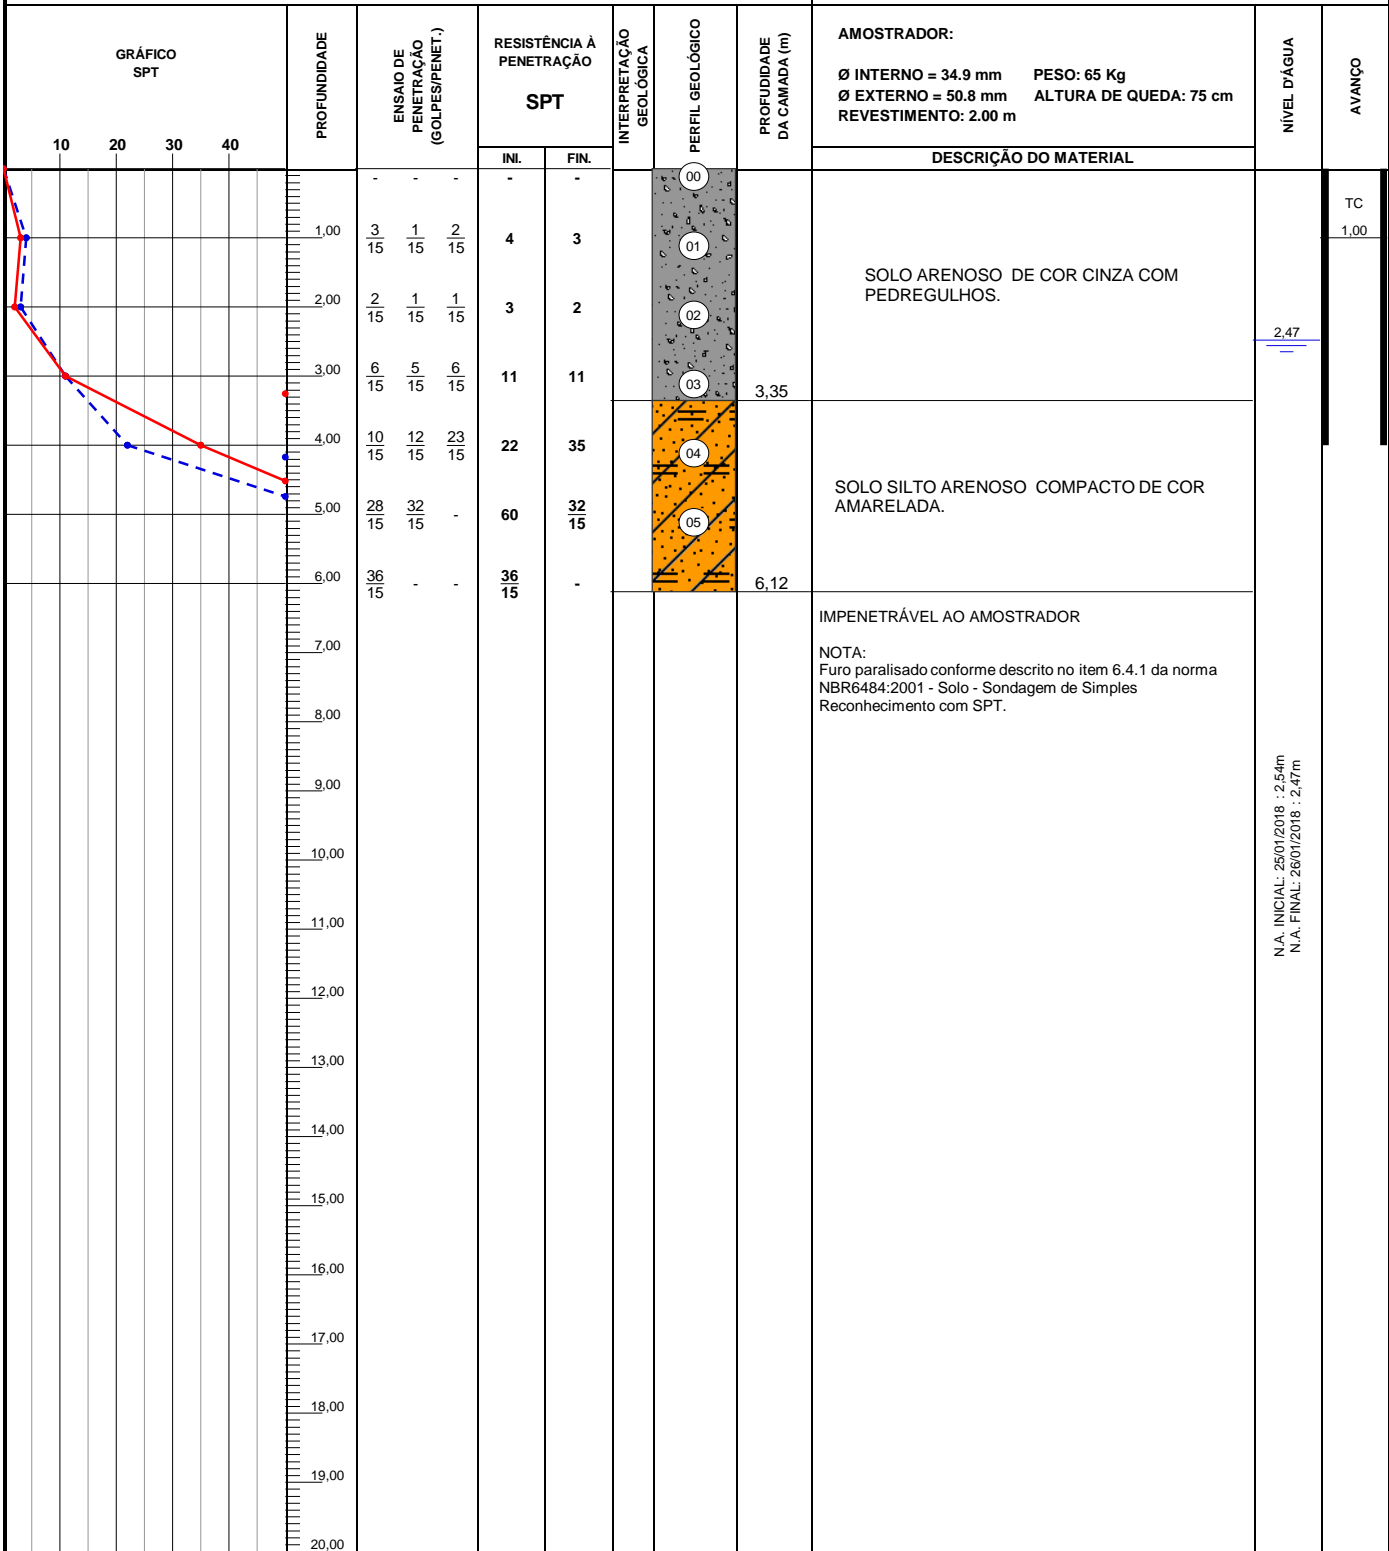 GRÁFICO
SPT
10 20 30 40
PROFUNDIDADE
ENSAIO DE
PENETRAÇÃO
(GOLPES/PENET.)
RESISTÊNCIA À
PENETRAÇÃO
SPT
INI. FIN.
INTERPRETAÇÃO
GEOLÓGICA
PERFIL GEOLÓGICO
PROFUDIDADE
DA CAMADA (m)
AMOSTRADOR:
Ø INTERNO = 34.9 mm PESO: 65 Kg
Ø EXTERNO = 50.8 mm ALTURA DE QUEDA: 75 cm
REVESTIMENTO: 2.00 m
DESCRIÇÃO DO MATERIAL
NÍVEL D'ÁGUA
AVANÇO
- - - - - 00
TC
1,00 3/15 1/15 2/15 4 3 01 1,00
SOLO ARENOSO DE COR CINZA COM
PEDREGULHOS.
2,00 2/15 1/15 1/15 3 2 02
2,47
3,00 6/15 5/15 6/15 11 11 03
3,35
4,00 10/15 12/15 23/15 22 35 04
SOLO SILTO ARENOSO COMPACTO DE COR
AMARELADA.
5,00 28/15 32/15 - 60 32/15 05
6,00 36/15 - - 36/15 - 6,12
IMPENETRÁVEL AO AMOSTRADOR
NOTA:
Furo paralisado conforme descrito no item 6.4.1 da norma
NBR6484:2001 - Solo - Sondagem de Simples
Reconhecimento com SPT.
7,00
8,00
9,00
10,00
11,00
12,00
13,00
14,00
15,00
16,00
17,00
18,00
19,00
20,00
N.A. INICIAL: 25/01/2018 : 2,54m
N.A. FINAL: 26/01/2018 : 2,47m